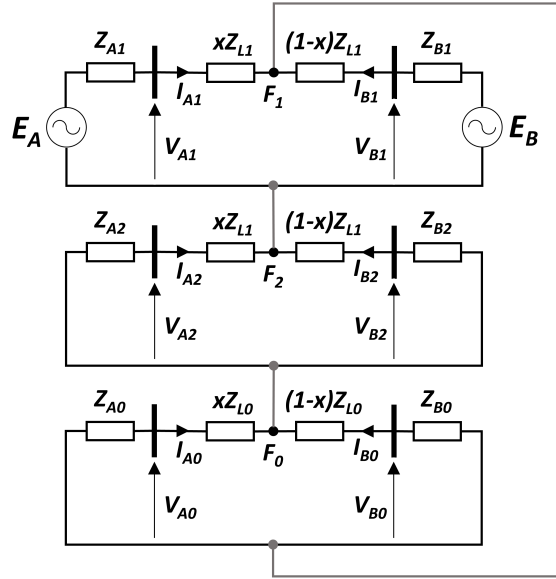 Z_A1 xZ_L1 (1-x)Z_L1 Z_B1
I_A1 F_1 I_B1
E_A V_A1 V_B1 E_B
Z_A2 xZ_L1 (1-x)Z_L1 Z_B2
I_A2 F_2 I_B2
V_A2 V_B2
Z_A0 xZ_L0 (1-x)Z_L0 Z_B0
I_A0 F_0 I_B0
V_A0 V_B0